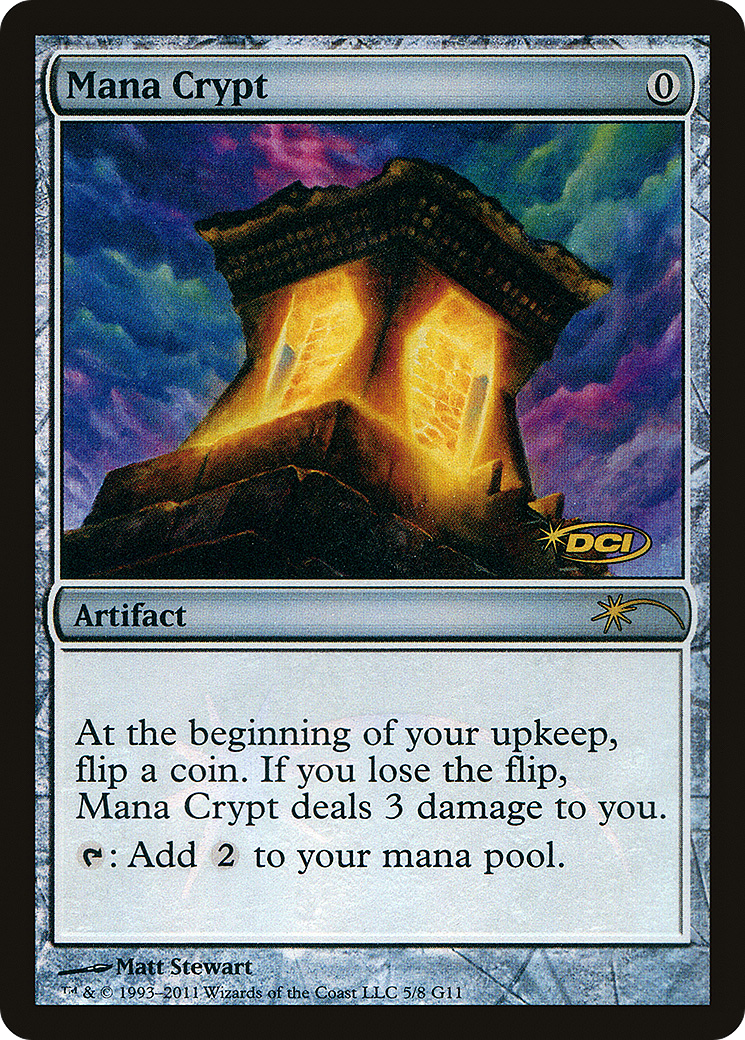 Mana Crypt 0
DCI
Artifact
At the beginning of your upkeep,
flip a coin. If you lose the flip,
Mana Crypt deals 3 damage to you.
: Add 2 to your mana pool.
Matt Stewart
™ & © 1993–2011 Wizards of the Coast LLC 5/8 G11